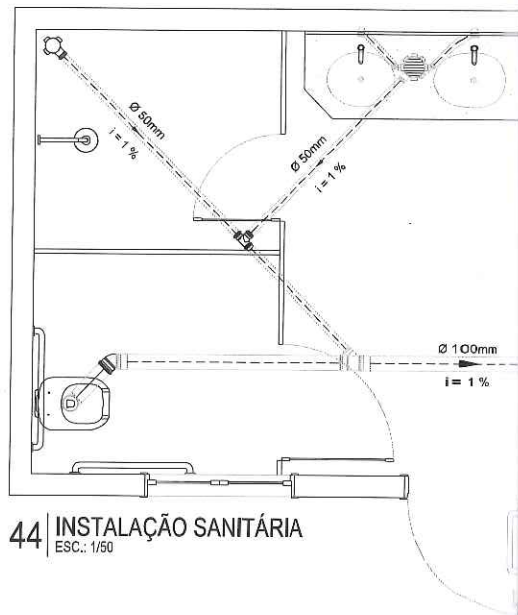 Ø 50mm
i = 1 %
Ø 50mm
i = 1 %
Ø 100mm
i = 1 %
44 INSTALAÇÃO SANITÁRIA
ESC.: 1/50